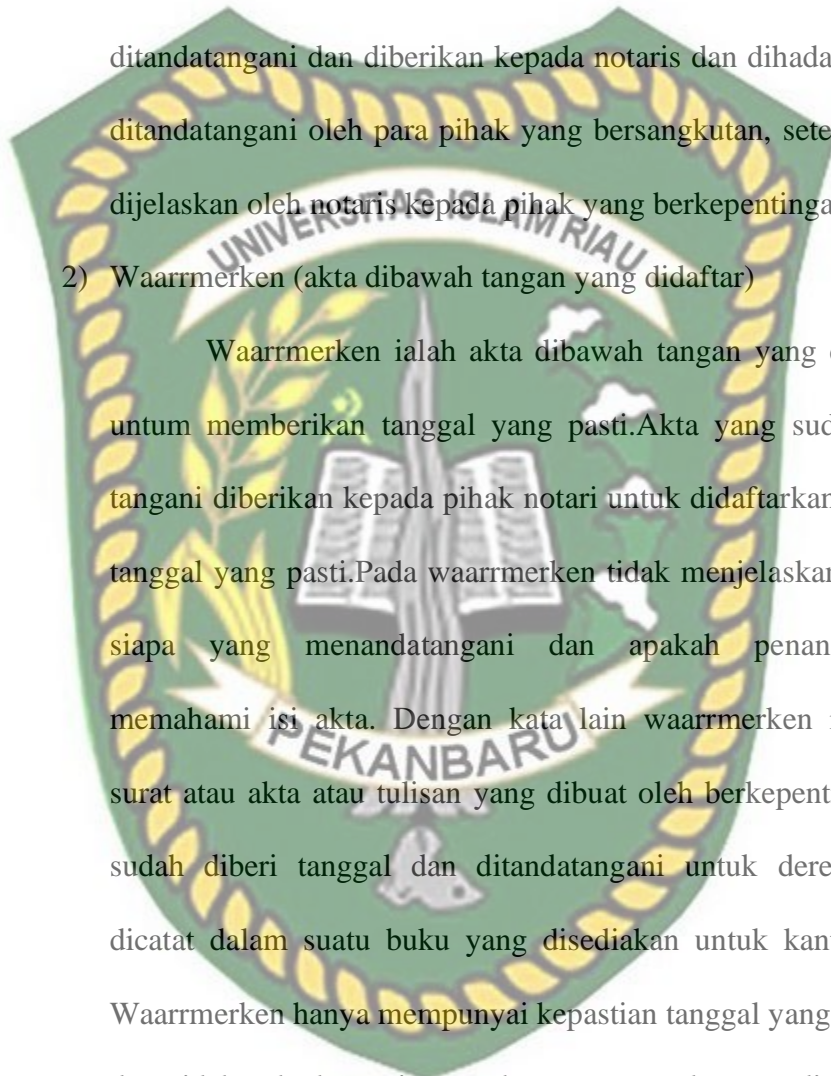 ditandatangani dan diberikan kepada notaris dan dihada
ditandatangani oleh para pihak yang bersangkutan, sete
dijelaskan oleh notaris kepada pihak yang berkepentinga
UNIVERSITAS ISLAM RIAU
2) Waarrmerken (akta dibawah tangan yang didaftar)
Waarrmerken ialah akta dibawah tangan yang
untum memberikan tanggal yang pasti.Akta yang sud
tangani diberikan kepada pihak notari untuk didaftarkan
tanggal yang pasti.Pada waarrmerken tidak menjelaskan
siapa yang menandatangani dan apakah penan
memahami isi akta. Dengan kata lain waarrmerken
PEKANBARU
surat atau akta atau tulisan yang dibuat oleh berkepent
sudah diberi tanggal dan ditandatangani untuk dere
dicatat dalam suatu buku yang disediakan untuk kan
Waarrmerken hanya mempunyai kepastian tanggal yang